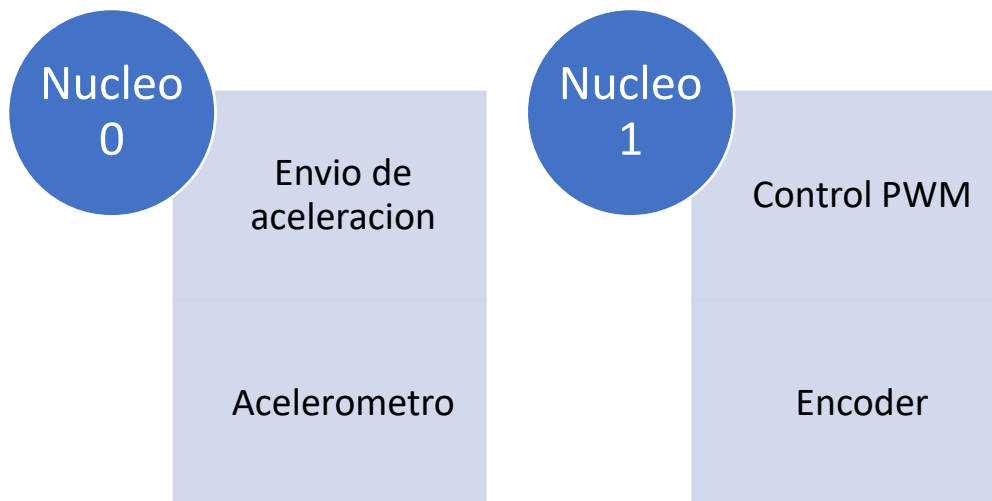 Nucleo
0
Envio de
aceleracion
Acelerometro
Nucleo
1
Control PWM
Encoder